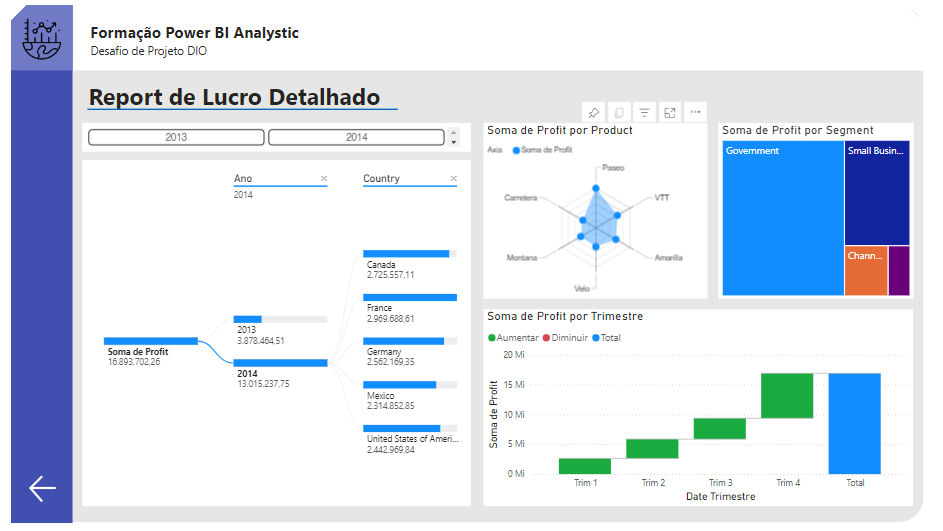 Formação Power BI Analystic
Desafio de Projeto DIO
Report de Lucro Detalhado
2013
2014
Ano
2014
Country
Soma de Profit
16.893.702,26
2013
3.878.464,51
2014
13.015.237,75
Canada
2.725.557,11
France
2.969.688,61
Germany
2.562.169,35
Mexico
2.314.852,85
United States of Ameri...
2.442.969,84
Soma de Profit por Product
Axis Soma de Profit
Paseo
Carretera
VTT
Montana
Amarilla
Velo
Soma de Profit por Segment
Government
Small Busin...
Chann...
Soma de Profit por Trimestre
Aumentar Diminuir Total
Soma de Profit
20 Mi
15 Mi
10 Mi
5 Mi
0 Mi
Trim 1 Trim 2 Trim 3 Trim 4 Total
Date Trimestre